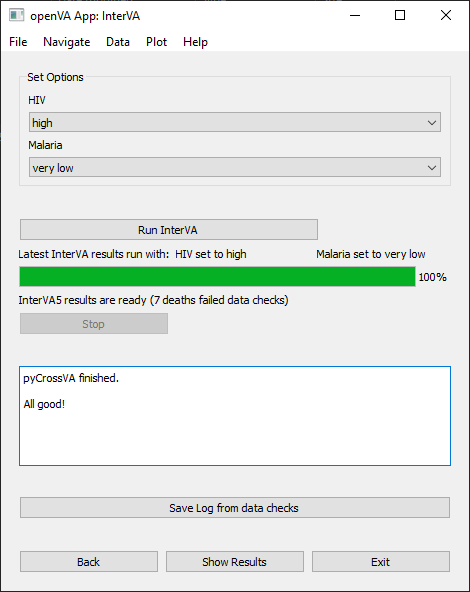 openVA App: InterVA
File Navigate Data Plot Help
Set Options
HIV
high
Malaria
very low
Run InterVA
Latest InterVA results run with: HIV set to high Malaria set to very low
100%
InterVA5 results are ready (7 deaths failed data checks)
Stop
pyCrossVA finished.
All good!
Save Log from data checks
Back Show Results Exit